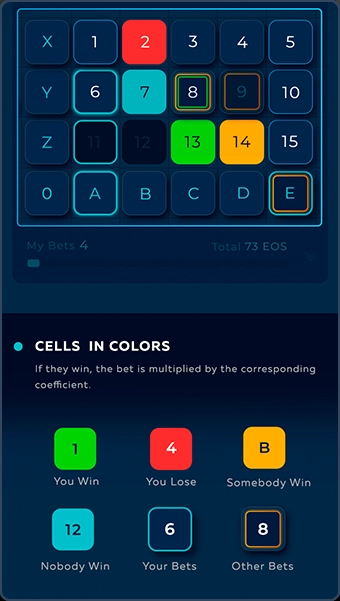 X 1 2 3 4 5
Y 6 7 8 9 10
Z 11 12 13 14 15
0 A B C D E
My Bets 4 Total 73 EOS
CELLS IN COLORS
If they win, the bet is multiplied by the corresponding
coefficient.
1 4 B
You Win You Lose Somebody Win
12 6 8
Nobody Win Your Bets Other Bets